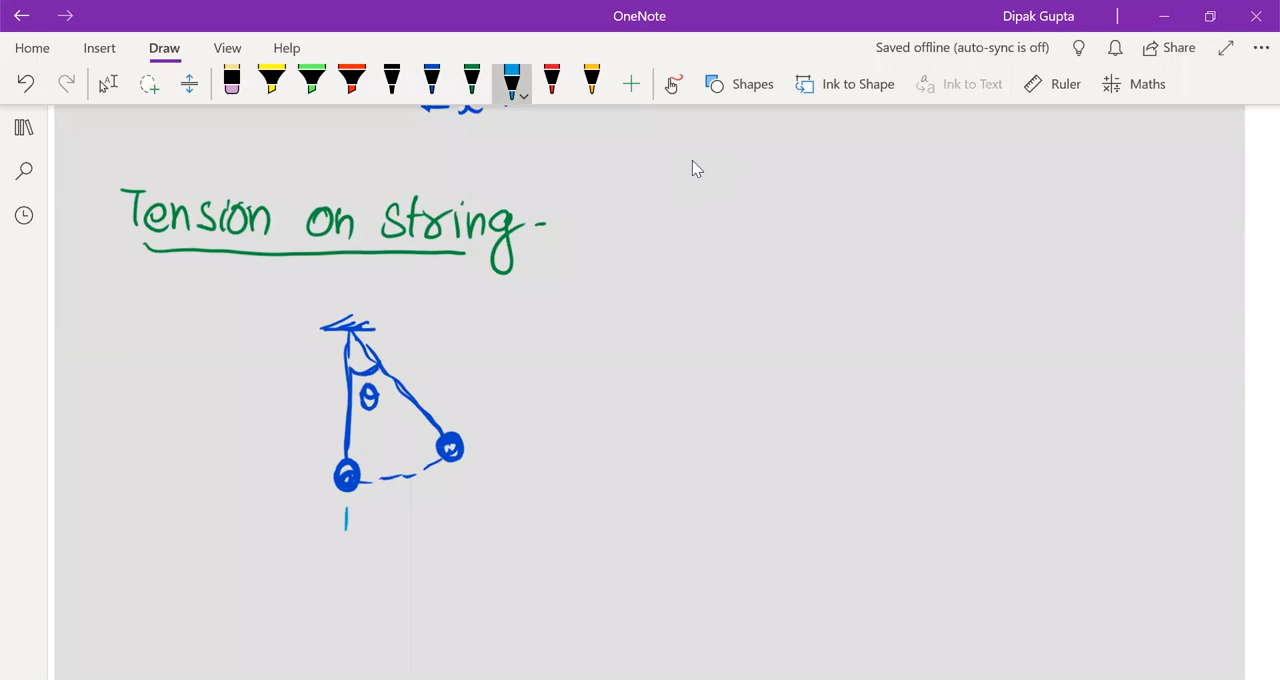 OneNote
Dipak Gupta
Home Insert Draw View Help
Saved offline (auto-sync is off)
Share
Shapes
Ink to Shape
Ink to Text
Ruler
Maths
Tension on string -
θ